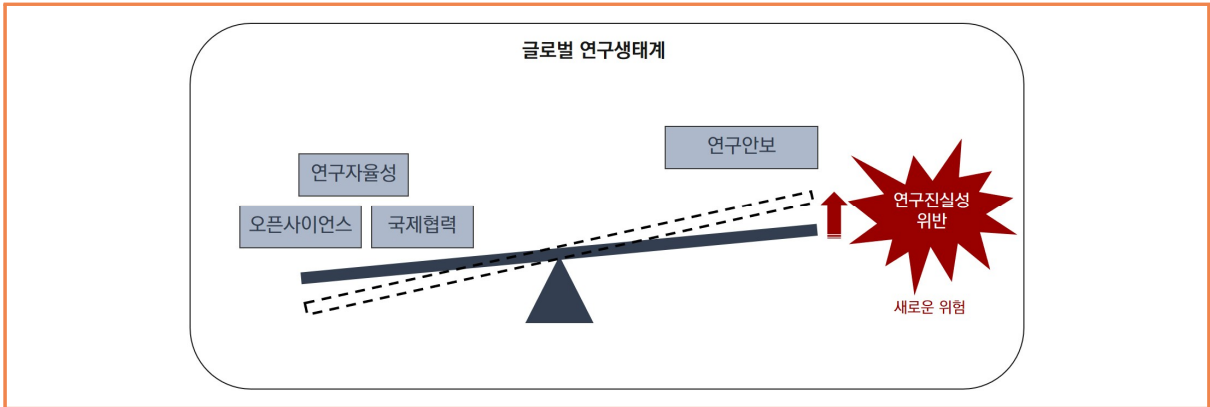 글로벌 연구생태계
연구안보
연구자율성
오픈사이언스
국제협력
연구진실성
위반
새로운 위험